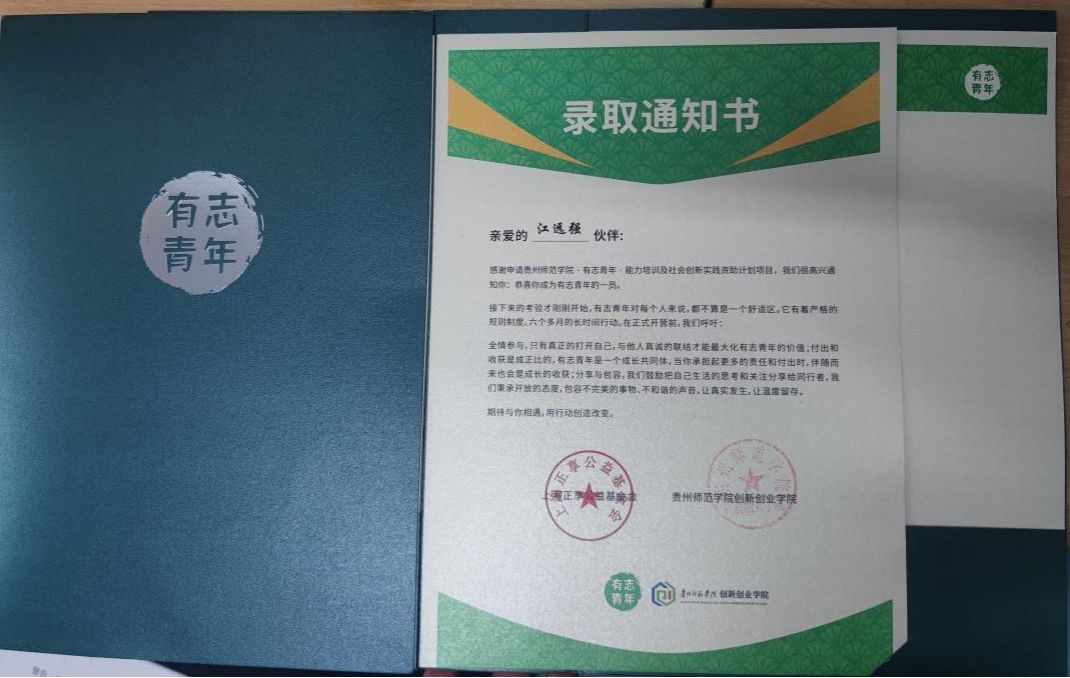 有志
青年
有志
青年
录取通知书
亲爱的 江远强 伙伴:
感谢申请贵州师范学院·有志青年·能力培训及社会创新实践资助计划项目，我们很高兴通
知你：恭喜你成为有志青年的一员。
接下来的考验才刚刚开始，有志青年对每个人来说，都不算是一个舒适区。它有着严格的
规则制度、六个多月的长时间行动。在正式开营前，我们呼吁：
全情参与，只有真正的打开自己，与他人真诚的联结才能最大化有志青年的价值；付出和
收获是成正比的，有志青年是一个成长共同体，当你承担起更多的责任和付出时，伴随而
来也会是成长的收获；分享与包容，我们鼓励把自己生活的思考和关注分享给同行者，我
们秉承开放的态度，包容不完美的事物、不和谐的声音，让真实发生，让温度留存。
期待与你相遇，用行动创造改变。
上海正享公益基金会
上海正享公益基金会
贵州师范学院创新创业学院
有志
青年
贵州师范学院 创新创业学院